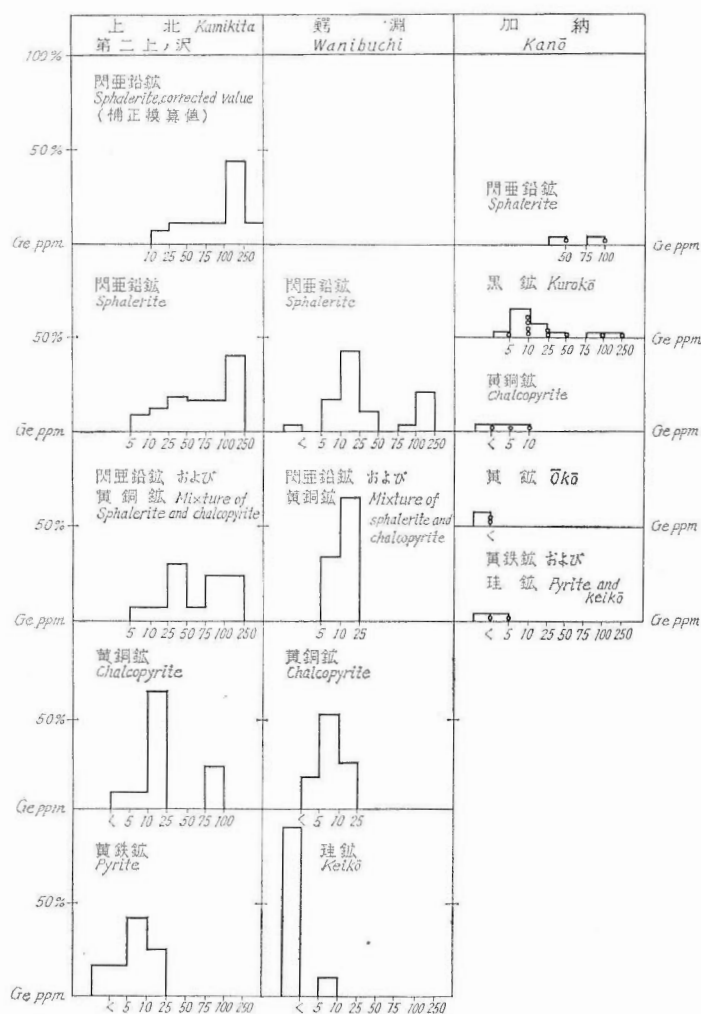 上 北 Kamikita
第二上ノ沢
鰐 淵
Wanibuchi
加 納
Kanō
100%
閃亜鉛鉱
Sphalerite, corrected value
(補正換算値)
50%
Ge ppm
10 25 50 75 100 250
閃亜鉛鉱
Sphalerite
50 75 100
Ge ppm
閃亜鉛鉱
Sphalerite
50%
Ge ppm
5 10 25 50 75 100 250
閃亜鉛鉱
Sphalerite
< 5 10 25 50 75 100 250
黒 鉱 Kurokō
5 10 25 50 75 100 250
Ge ppm
黄銅鉱
Chalcopyrite
< 5 10
Ge ppm
閃亜鉛鉱 および
黄 銅 鉱 Mixture of
Sphalerite and chalcopyrite
50%
Ge ppm
5 10 25 50 75 100 250
閃亜鉛鉱 および
黄銅鉱 Mixture of
sphalerite and
chalcopyrite
5 10 25
黄 鉱 Ōkō
<
Ge ppm
黄鉄鉱 および
珪 鉱 Pyrite and
keikō
< 5 10 25 50 75 100 250
Ge ppm
黄銅鉱
Chalcopyrite
50%
Ge ppm
< 5 10 25 50 75 100
黄銅鉱
Chalcopyrite
< 5 10 25
黄鉄鉱
Pyrite
50%
Ge ppm
< 5 10 25 50 75 100 250
珪 鉱
Keikō
< 5 10 25 50 75 100 250